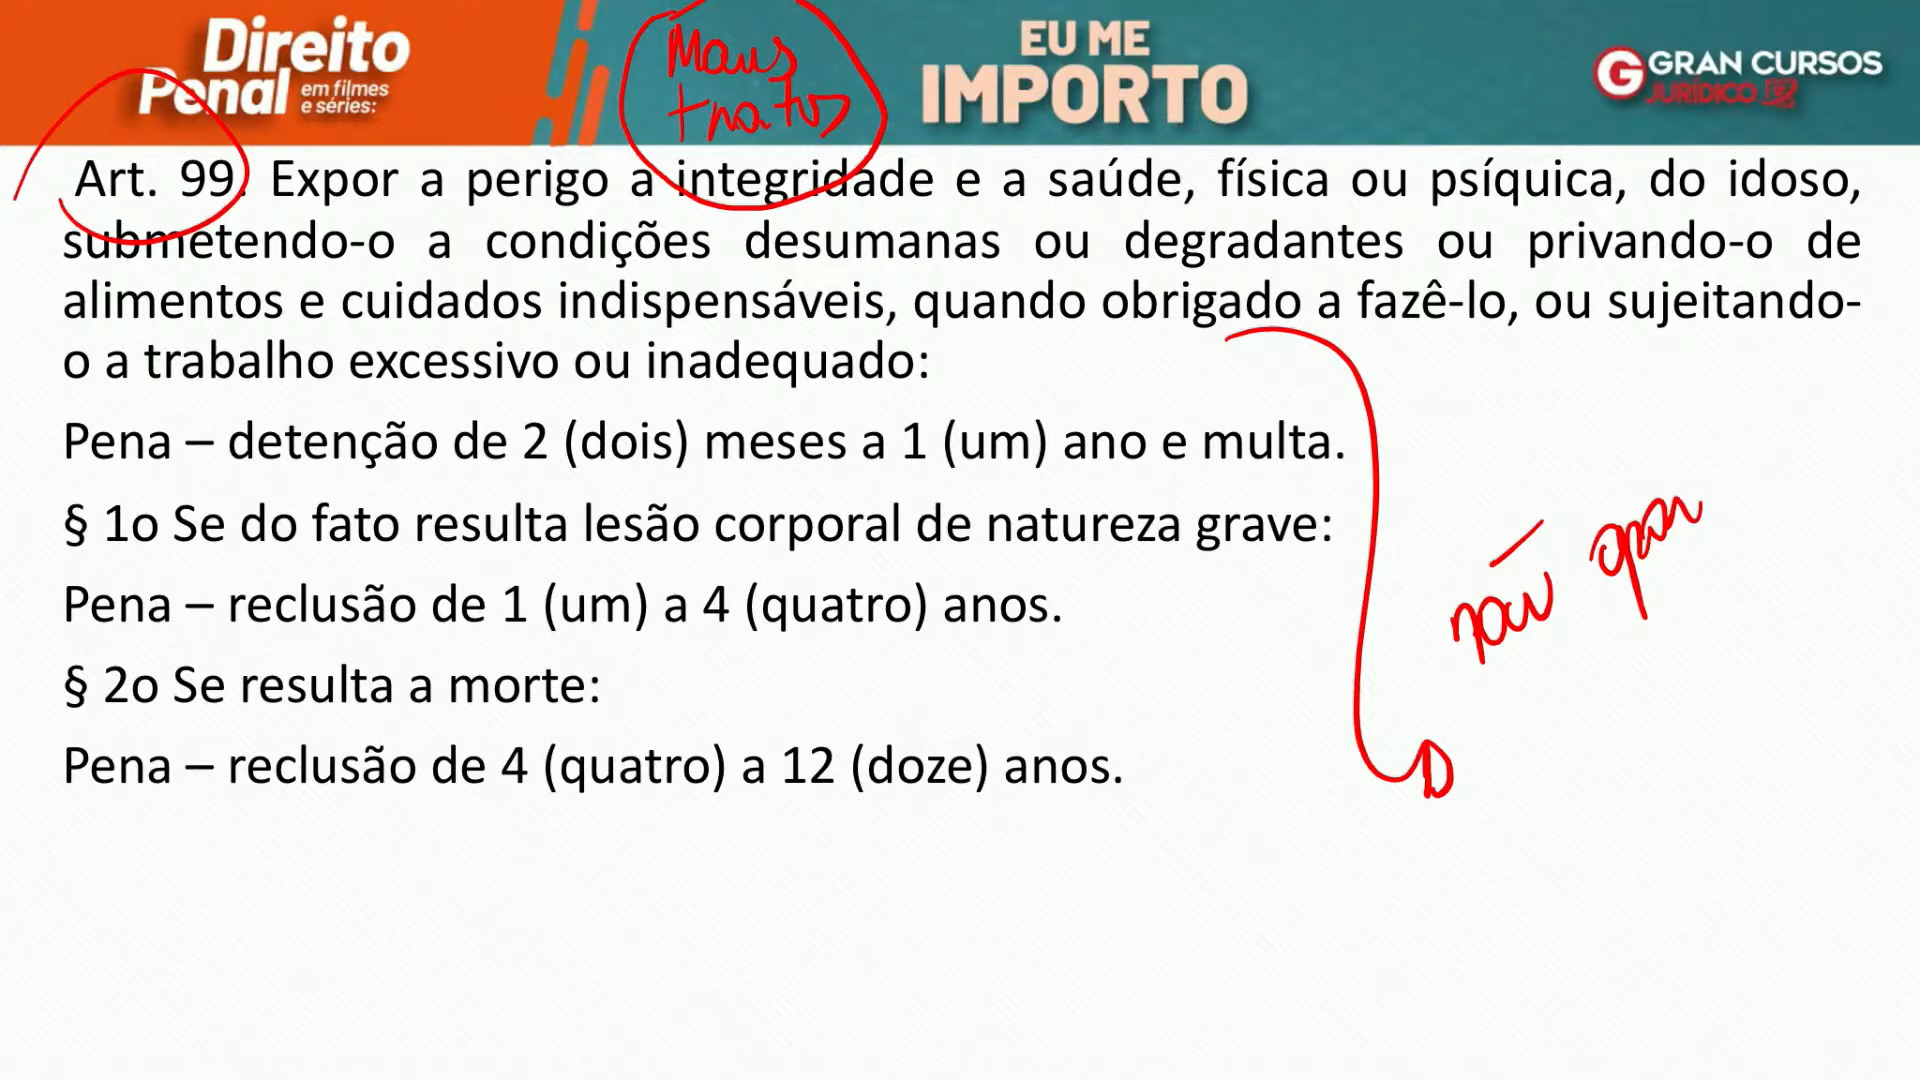 Direito
Penal em filmes
e séries:
Maus
tratos
EU ME
IMPORTO
GRAN CURSOS
JURÍDICO
Art. 99. Expor a perigo a integridade e a saúde, física ou psíquica, do idoso,
submetendo-o a condições desumanas ou degradantes ou privando-o de
alimentos e cuidados indispensáveis, quando obrigado a fazê-lo, ou sujeitando-
o a trabalho excessivo ou inadequado:
Pena – detenção de 2 (dois) meses a 1 (um) ano e multa.
§ 1o Se do fato resulta lesão corporal de natureza grave:
Pena – reclusão de 1 (um) a 4 (quatro) anos.
§ 2o Se resulta a morte:
Pena – reclusão de 4 (quatro) a 12 (doze) anos.
não